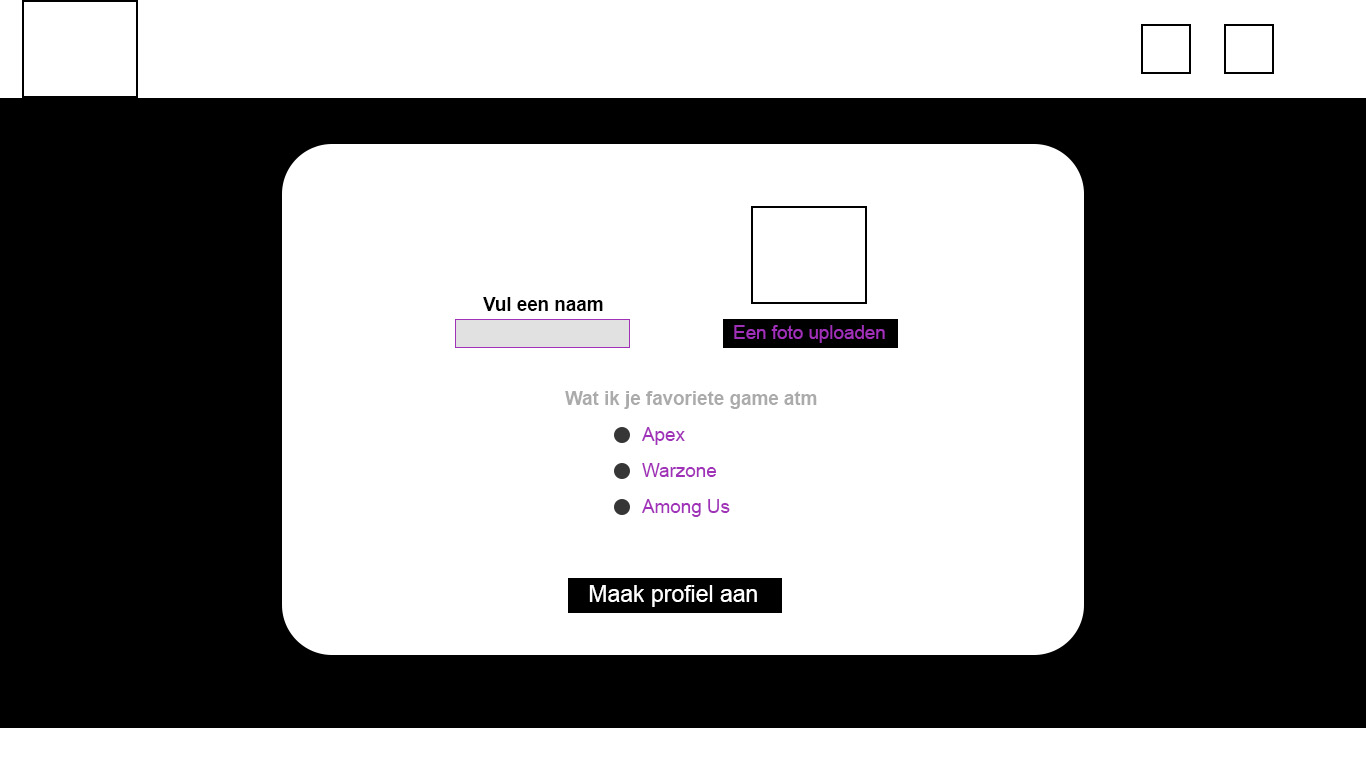 Vul een naam
Een foto uploaden
Wat ik je favoriete game atm
Apex
Warzone
Among Us
Maak profiel aan